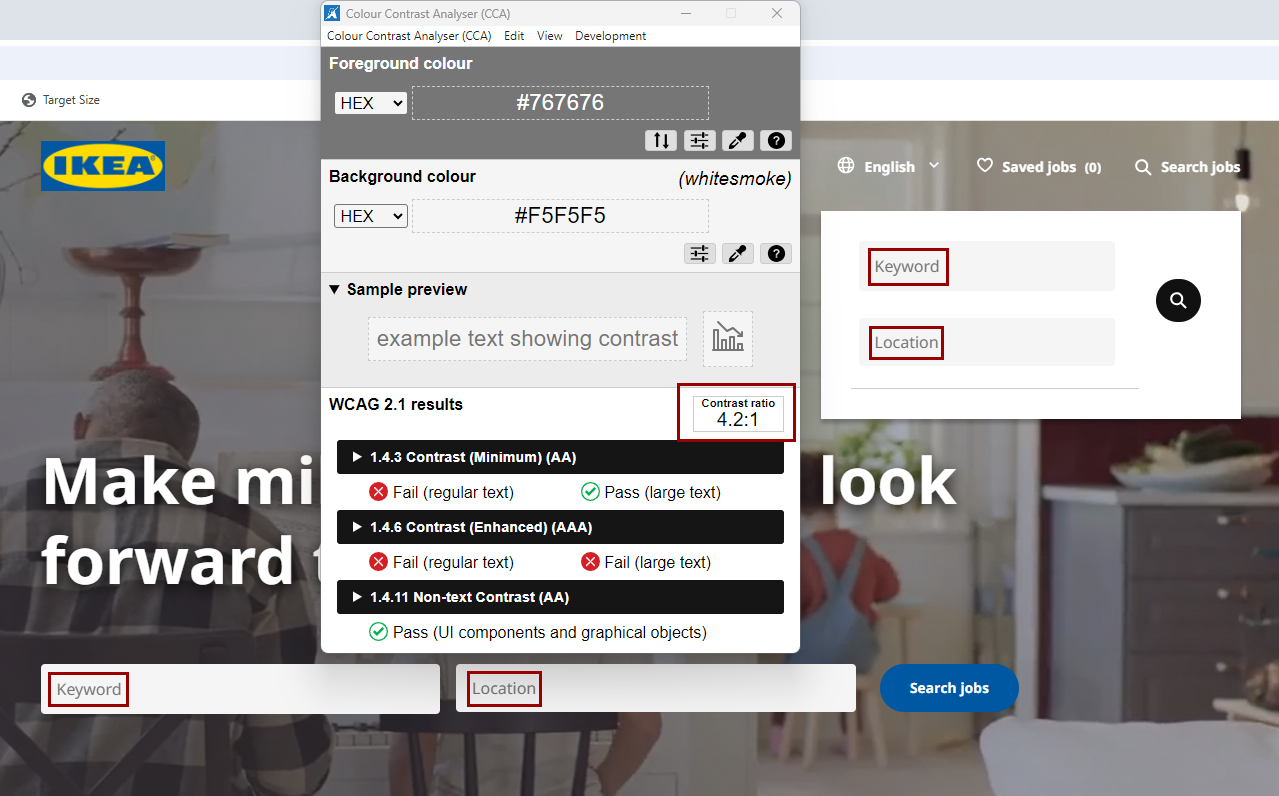 Colour Contrast Analyser (CCA)
Colour Contrast Analyser (CCA) Edit View Development
Foreground colour
HEX #767676
Background colour (whitesmoke)
HEX #F5F5F5
Sample preview
example text showing contrast
WCAG 2.1 results
Contrast ratio
4.2:1
1.4.3 Contrast (Minimum) (AA)
Fail (regular text) Pass (large text)
1.4.6 Contrast (Enhanced) (AAA)
Fail (regular text) Fail (large text)
1.4.11 Non-text Contrast (AA)
Pass (UI components and graphical objects)
Target Size
IKEA
English Saved jobs (0) Search jobs
Keyword
Location
Make mi look
forward t
Keyword Location Search jobs